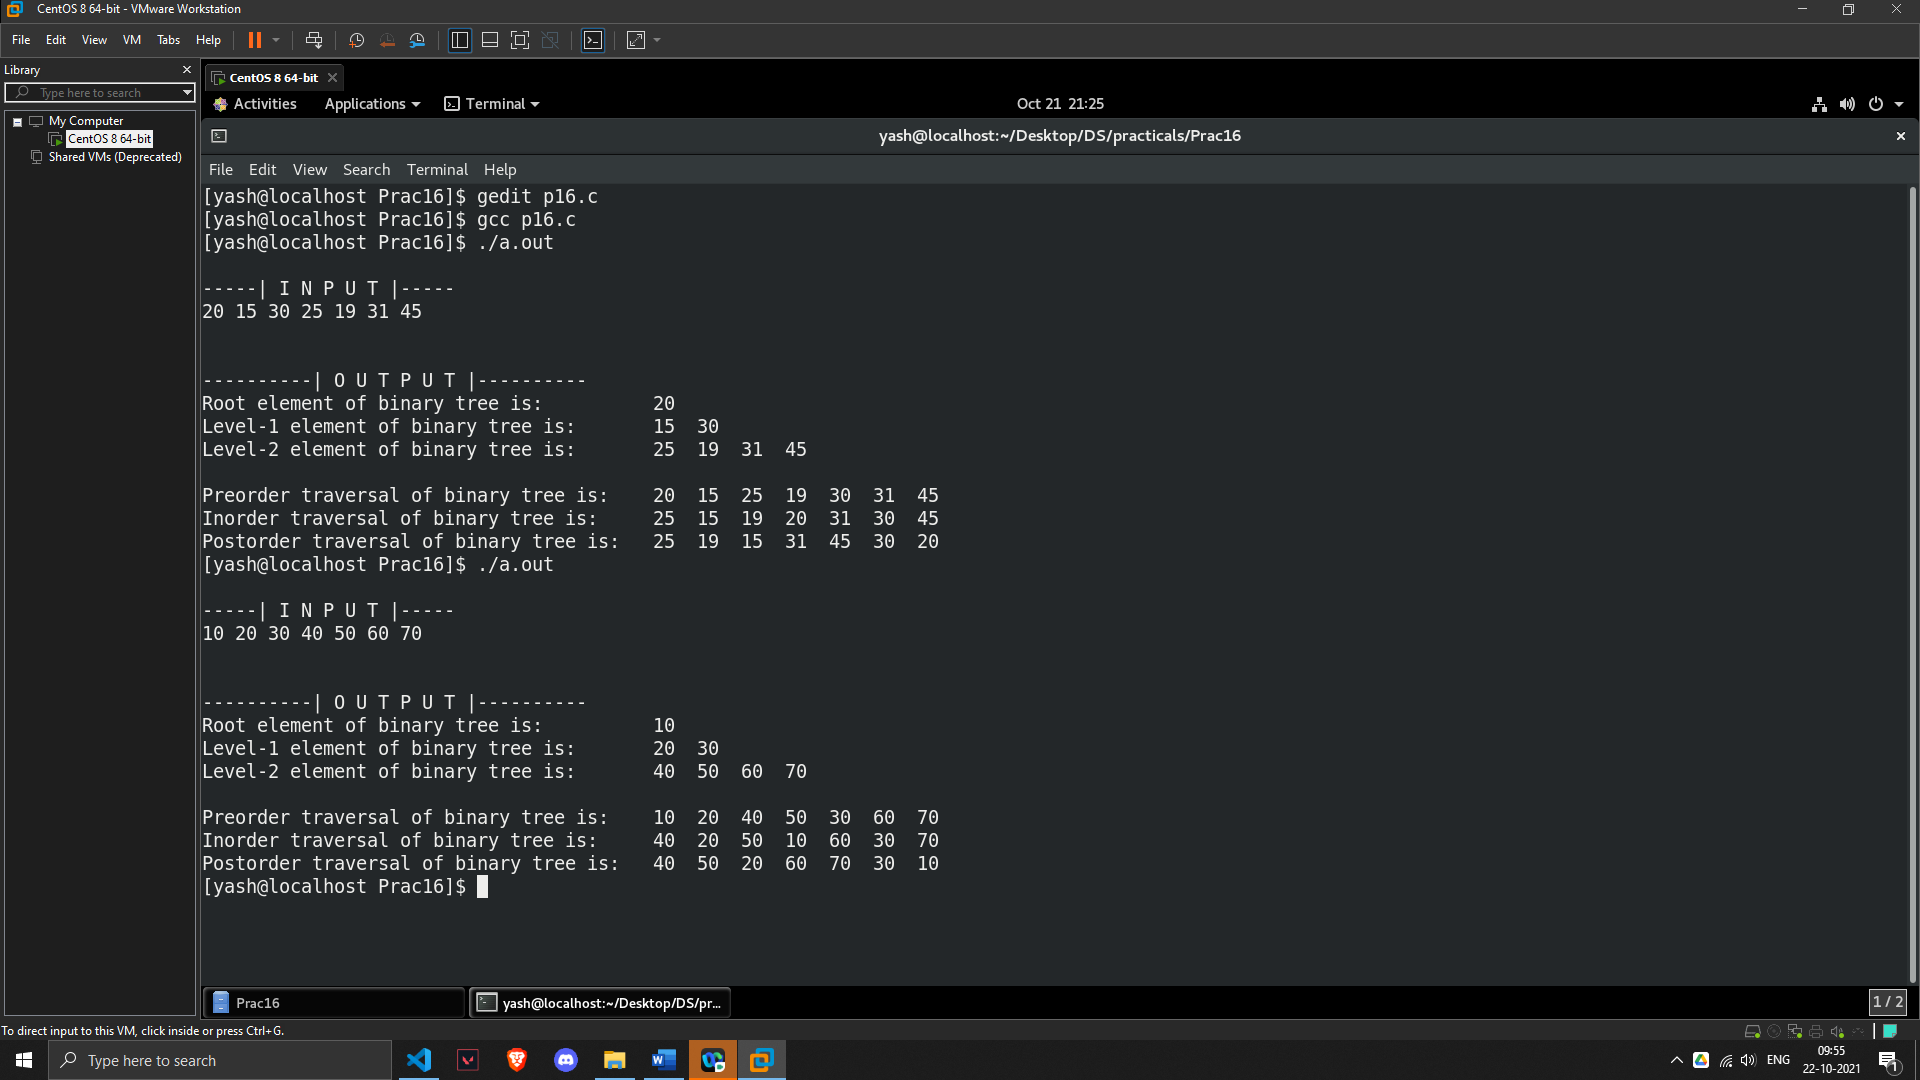 CentOS 8 64-bit - VMware Workstation
File Edit View VM Tabs Help
Library
Type here to search
My Computer
CentOS 8 64-bit
Shared VMs (Deprecated)
CentOS 8 64-bit
Activities Applications Terminal Oct 21 21:25
yash@localhost:~/Desktop/DS/practicals/Prac16
File Edit View Search Terminal Help
[yash@localhost Prac16]$ gedit p16.c
[yash@localhost Prac16]$ gcc p16.c
[yash@localhost Prac16]$ ./a.out
-----| I N P U T |-----
20 15 30 25 19 31 45
----------| O U T P U T |----------
Root element of binary tree is: 20
Level-1 element of binary tree is: 15 30
Level-2 element of binary tree is: 25 19 31 45
Preorder traversal of binary tree is: 20 15 25 19 30 31 45
Inorder traversal of binary tree is: 25 15 19 20 31 30 45
Postorder traversal of binary tree is: 25 19 15 31 45 30 20
[yash@localhost Prac16]$ ./a.out
-----| I N P U T |-----
10 20 30 40 50 60 70
----------| O U T P U T |----------
Root element of binary tree is: 10
Level-1 element of binary tree is: 20 30
Level-2 element of binary tree is: 40 50 60 70
Preorder traversal of binary tree is: 10 20 40 50 30 60 70
Inorder traversal of binary tree is: 40 20 50 10 60 30 70
Postorder traversal of binary tree is: 40 50 20 60 70 30 10
[yash@localhost Prac16]$
Prac16
yash@localhost:~/Desktop/DS/pr...
1 / 2
To direct input to this VM, click inside or press Ctrl+G.
Type here to search
ENG
09:55
22-10-2021
1